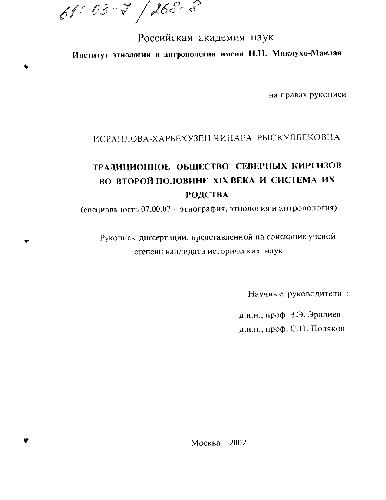 61: 03-7/268-2
Российская академия наук
Институт этнологии и антропологии имени Н.Н. Миклухо-Маклая
на правах рукописи
ИСРАИЛОВА-ХАРЬЕХУЗЕН ЧИНАРА РЫСКУЛБЕКОВНА
ТРАДИЦИОННОЕ ОБЩЕСТВО СЕВЕРНЫХ КИРГИЗОВ
ВО ВТОРОЙ ПОЛОВИНЕ XIX ВЕКА И СИСТЕМА ИХ
РОДСТВА
(специальность 07.00.07 - этнография, этнология и антропология)
Рукопись диссертации, представленной на соискание ученой
степени кандидата исторических наук
Научные руководители :
д.и.н., проф. Э.Э. Эралиев
д.и.н., проф. С.П. Поляков
Москва 2002